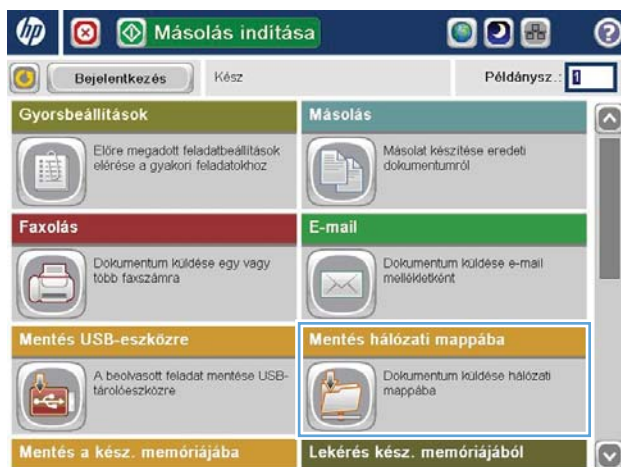 hp
Másolás indítása
?
Bejelentkezés
Kész
Példánysz.:
1
Gyorsbeállítások
Másolás
Előre megadott feladatbeállítások
elérése a gyakori feladatokhoz
Másolat készítése eredeti
dokumentumról
Faxolás
E-mail
Dokumentum küldése egy vagy
több faxszámra
Dokumentum küldése e-mail
mellékletként
Mentés USB-eszközre
Mentés hálózati mappába
A beolvasott feladat mentése USB-
tárolóeszközre
Dokumentum küldése hálózati
mappába
Mentés a kész. memóriájába
Lekérés kész. memóriájából